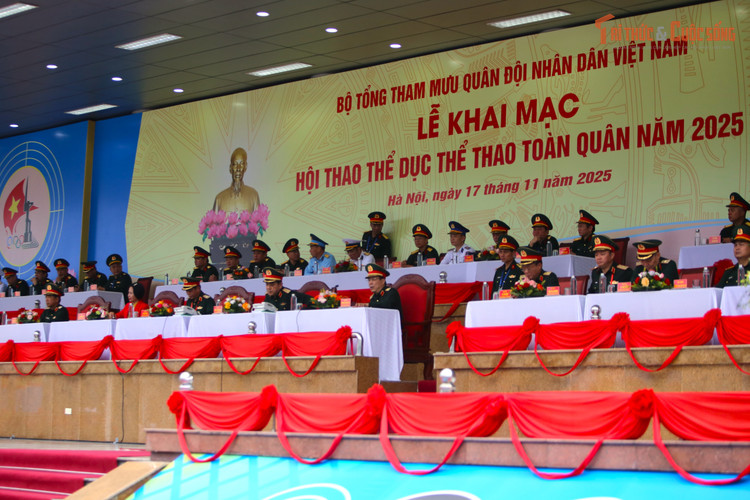 BỘ TỔNG THAM MƯU QUÂN ĐỘI NHÂN DÂN VIỆT NAM
LỄ KHAI MẠC
HỘI THAO THỂ DỤC THỂ THAO TOÀN QUÂN NĂM 2025
Hà Nội, ngày 17 tháng 11 năm 2025